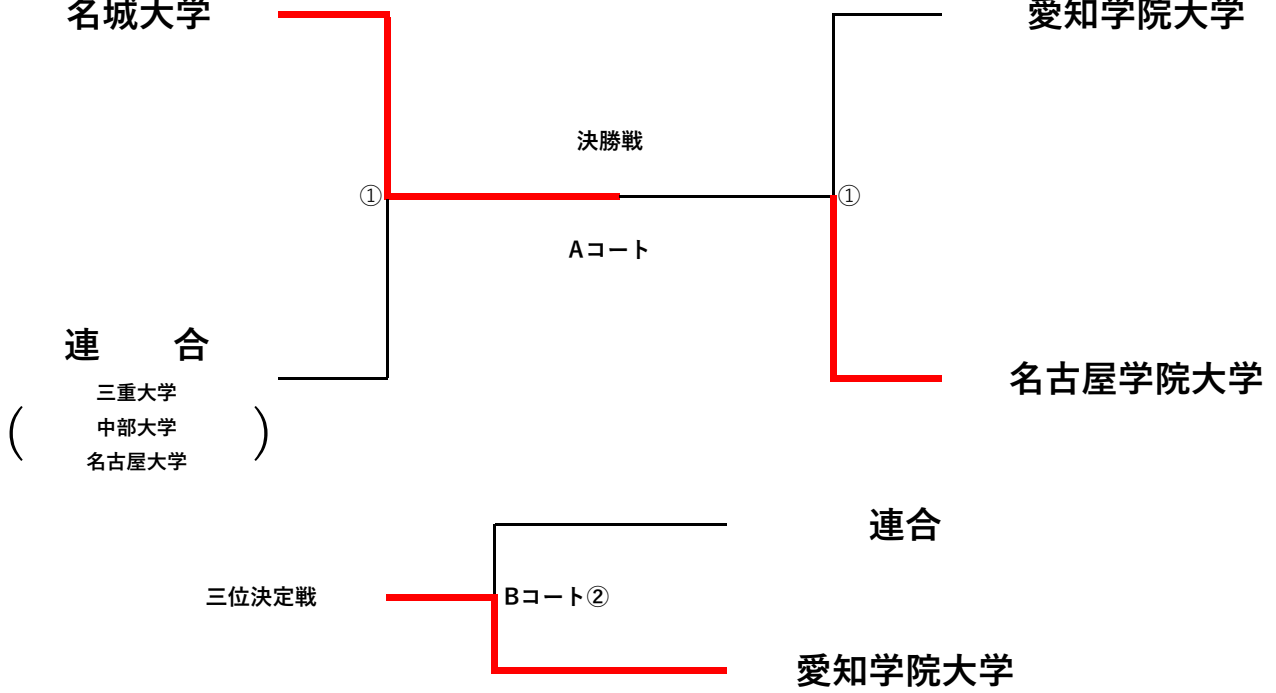 名城大学
愛知学院大学
決勝戦
①
①
Aコート
連　　合
名古屋学院大学
(
三重大学
中部大学
名古屋大学
)
連合
三位決定戦
Bコート②
愛知学院大学